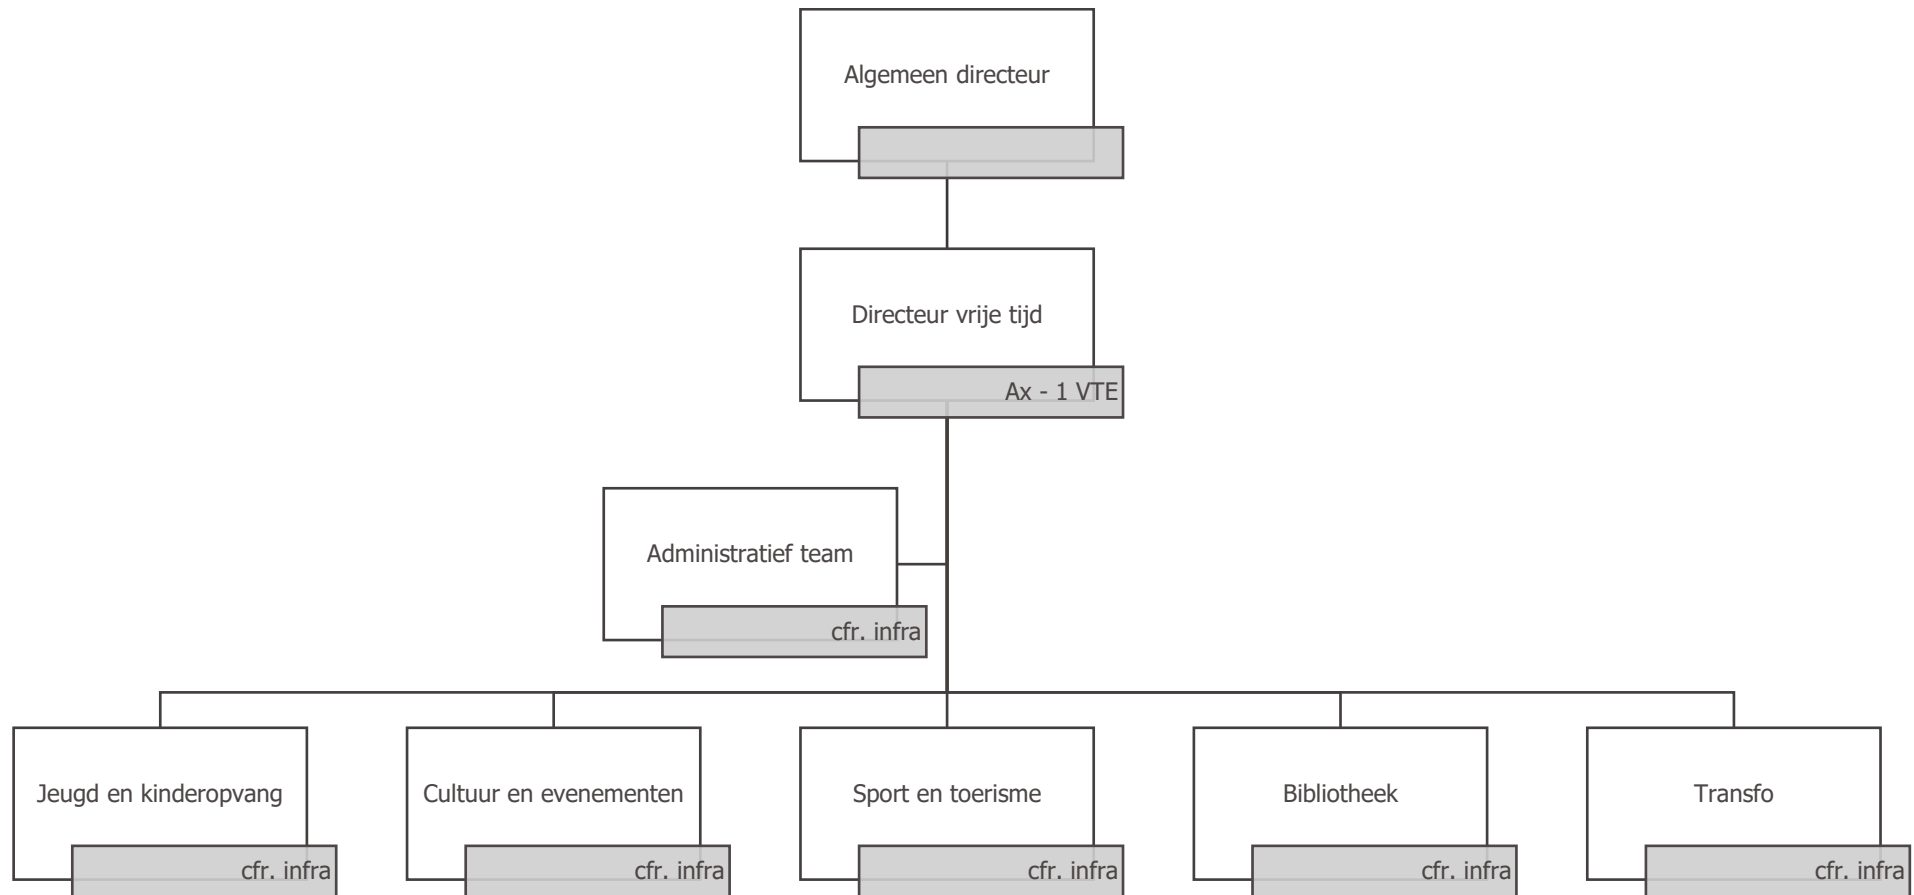 Algemeen directeur
Directeur vrije tijd
Ax - 1 VTE
Administratief team
cfr. infra
Jeugd en kinderopvang
cfr. infra
Cultuur en evenementen
cfr. infra
Sport en toerisme
cfr. infra
Bibliotheek
cfr. infra
Transfo
cfr. infra